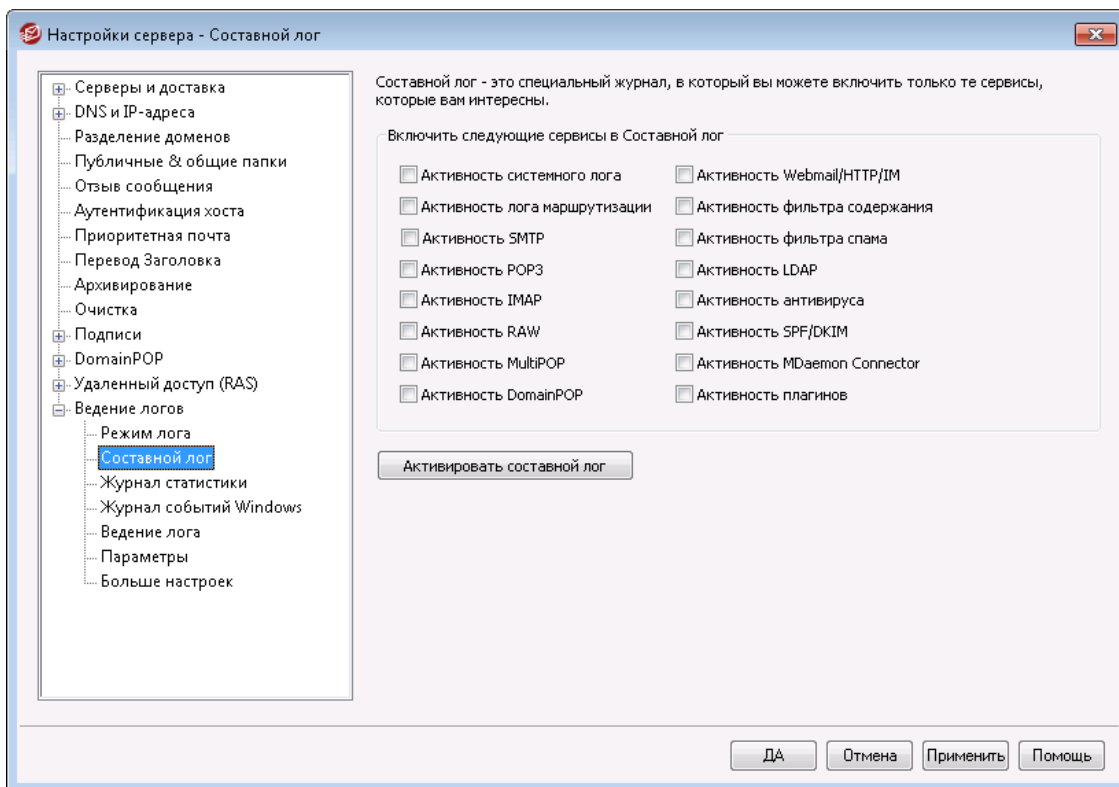 Настройки сервера - Составной лог
Серверы и доставка
DNS и IP-адреса
Разделение доменов
Публичные & общие папки
Отзыв сообщения
Аутентификация хоста
Приоритетная почта
Перевод Заголовка
Архивирование
Очистка
Подписи
DomainPOP
Удаленный доступ (RAS)
Ведение логов
Режим лога
Составной лог
Журнал статистики
Журнал событий Windows
Ведение лога
Параметры
Больше настроек
Составной лог - это специальный журнал, в который вы можете включить только те сервисы,
которые вам интересны.
Включить следующие сервисы в Составной лог
Активность системного лога
Активность лога маршрутизации
Активность SMTP
Активность POP3
Активность IMAP
Активность RAW
Активность MultiPOP
Активность DomainPOP
Активность Webmail/HTTP/IM
Активность фильтра содержания
Активность фильтра спама
Активность LDAP
Активность антивируса
Активность SPF/DKIM
Активность MDaemon Connector
Активность плагинов
Активировать составной лог
ДА
Отмена
Применить
Помощь